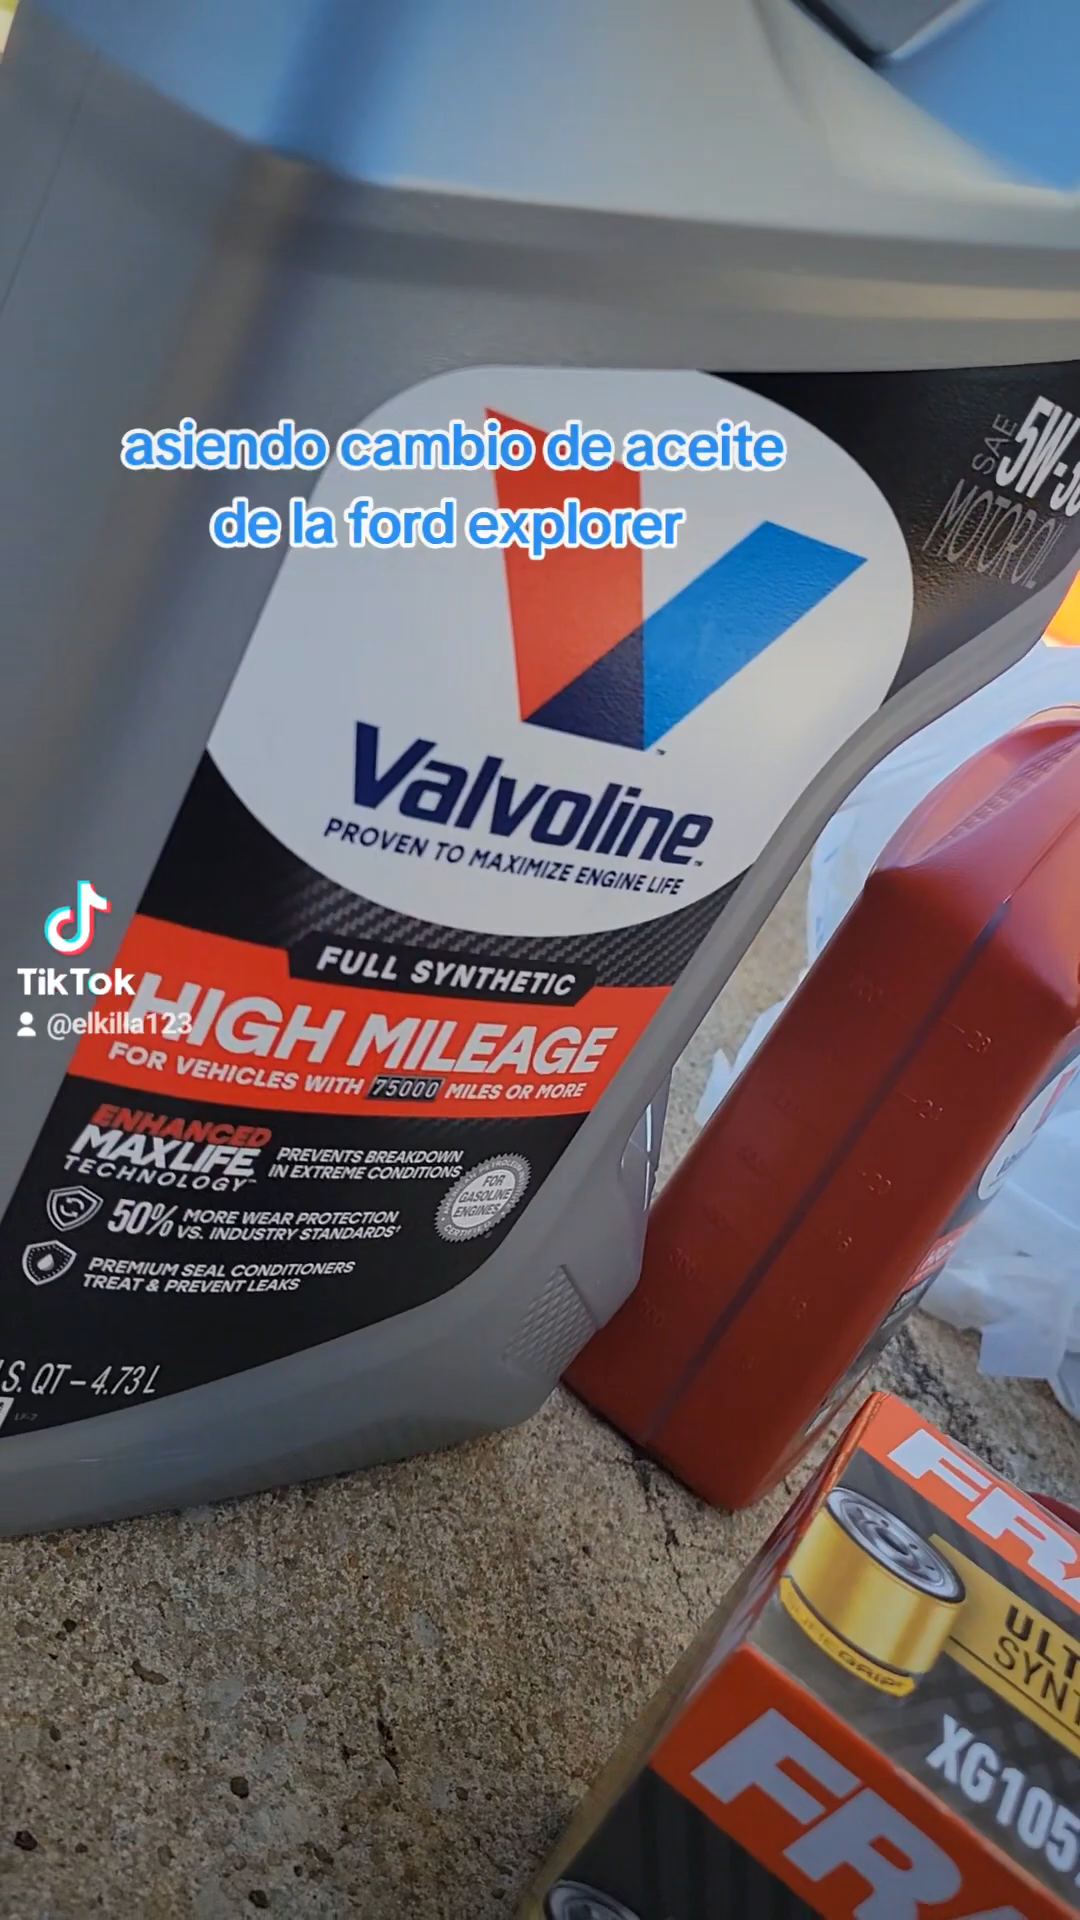 asiendo cambio de aceite
de la ford explorer
SAE
MOTOR OIL
Valvoline
PROVEN TO MAXIMIZE ENGINE LIFE
FULL SYNTHETIC
HIGH MILEAGE
FOR VEHICLES WITH 75000 MILES OR MORE
TikTok
@elkilla123
ENHANCED
MAXLIFE
TECHNOLOGY™
PREVENTS BREAKDOWN
IN EXTREME CONDITIONS
FOR
GASOLINE
ENGINES
50% MORE WEAR PROTECTION
VS. INDUSTRY STANDARDS†
PREMIUM SEAL CONDITIONERS
TREAT & PREVENT LEAKS
QT – 4.73 L
SYNT
XG105